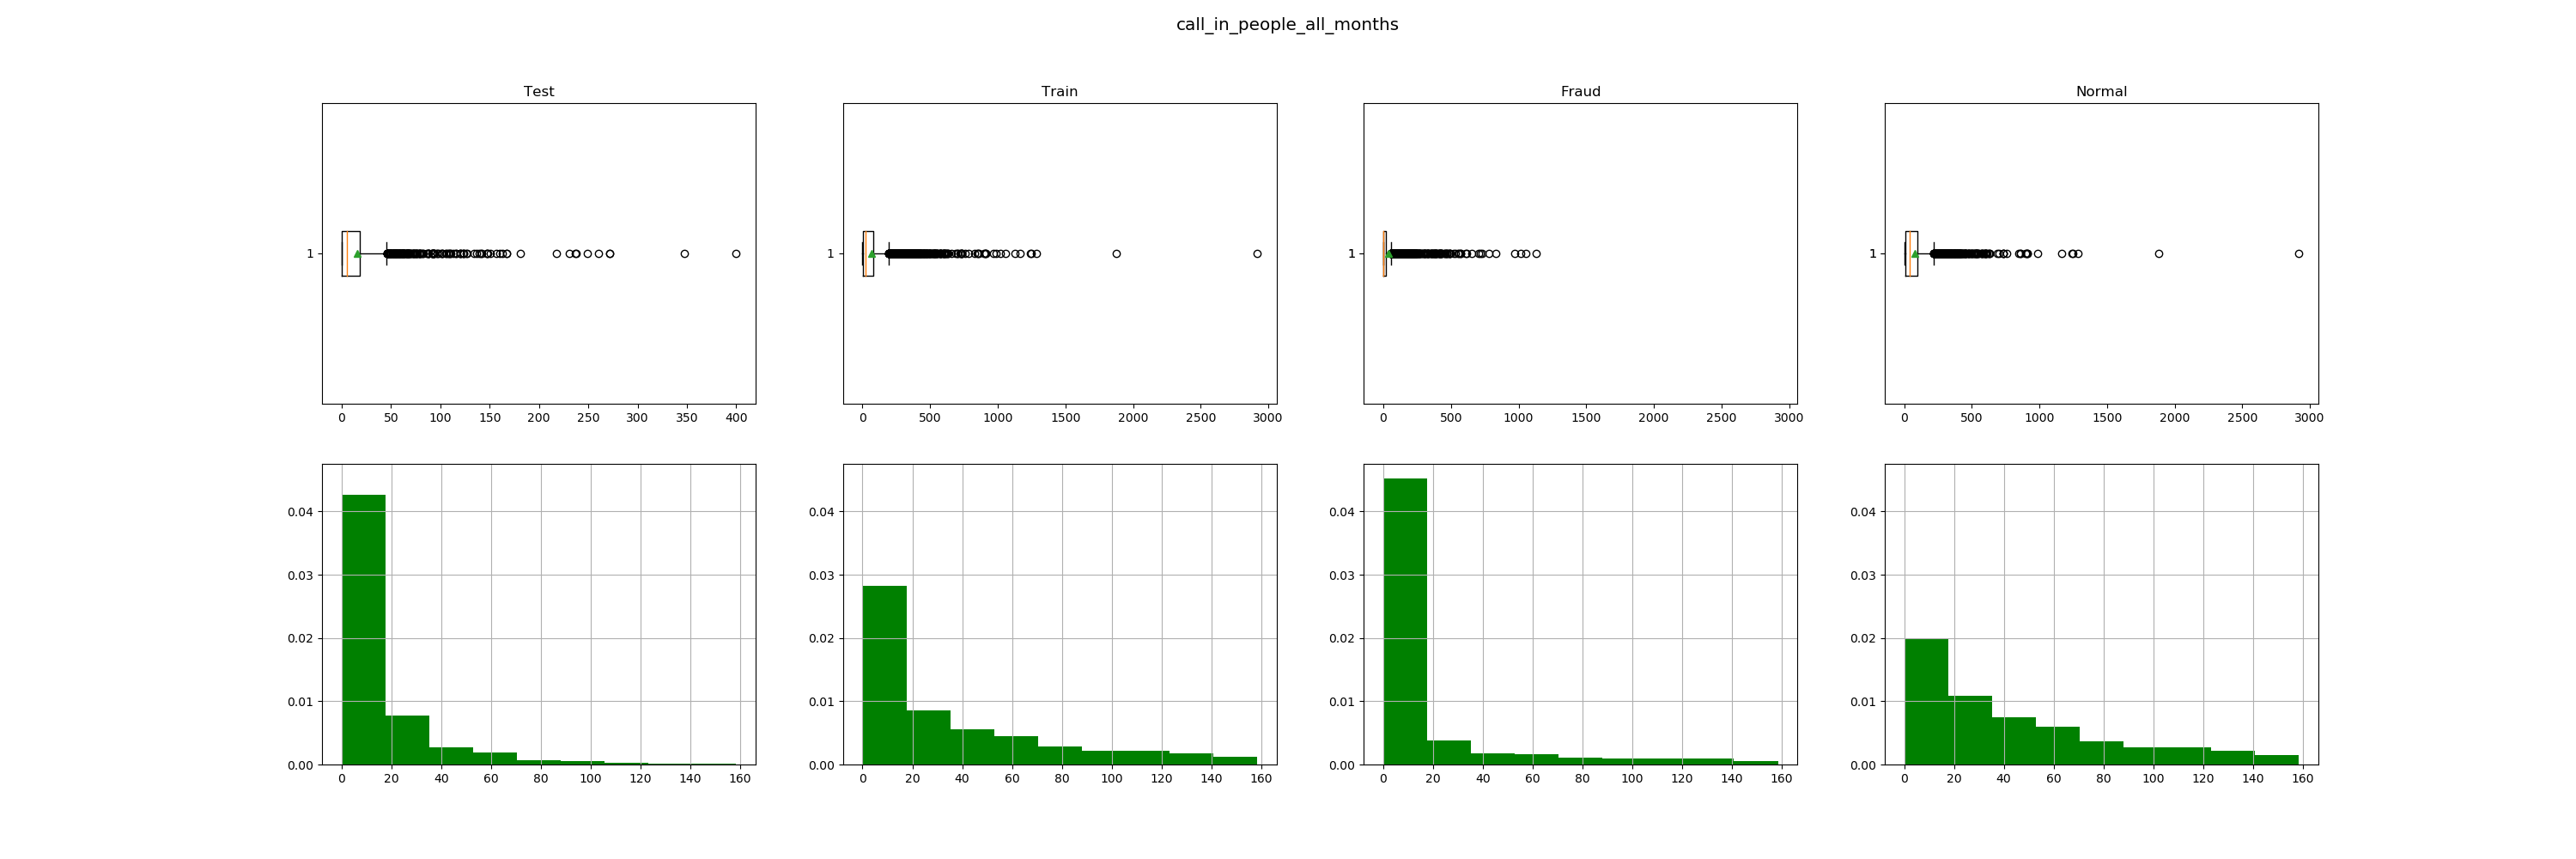 call_in_people_all_months
Test Train Fraud Normal
1 1 1 1
0 50 100 150 200 250 300 350 400 0 500 1000 1500 2000 2500 3000 0 500 1000 1500 2000 2500 3000 0 500 1000 1500 2000 2500 3000
0.04 0.04 0.04 0.04
0.03 0.03 0.03 0.03
0.02 0.02 0.02 0.02
0.01 0.01 0.01 0.01
0.00 0.00 0.00 0.00
0 20 40 60 80 100 120 140 160 0 20 40 60 80 100 120 140 160 0 20 40 60 80 100 120 140 160 0 20 40 60 80 100 120 140 160